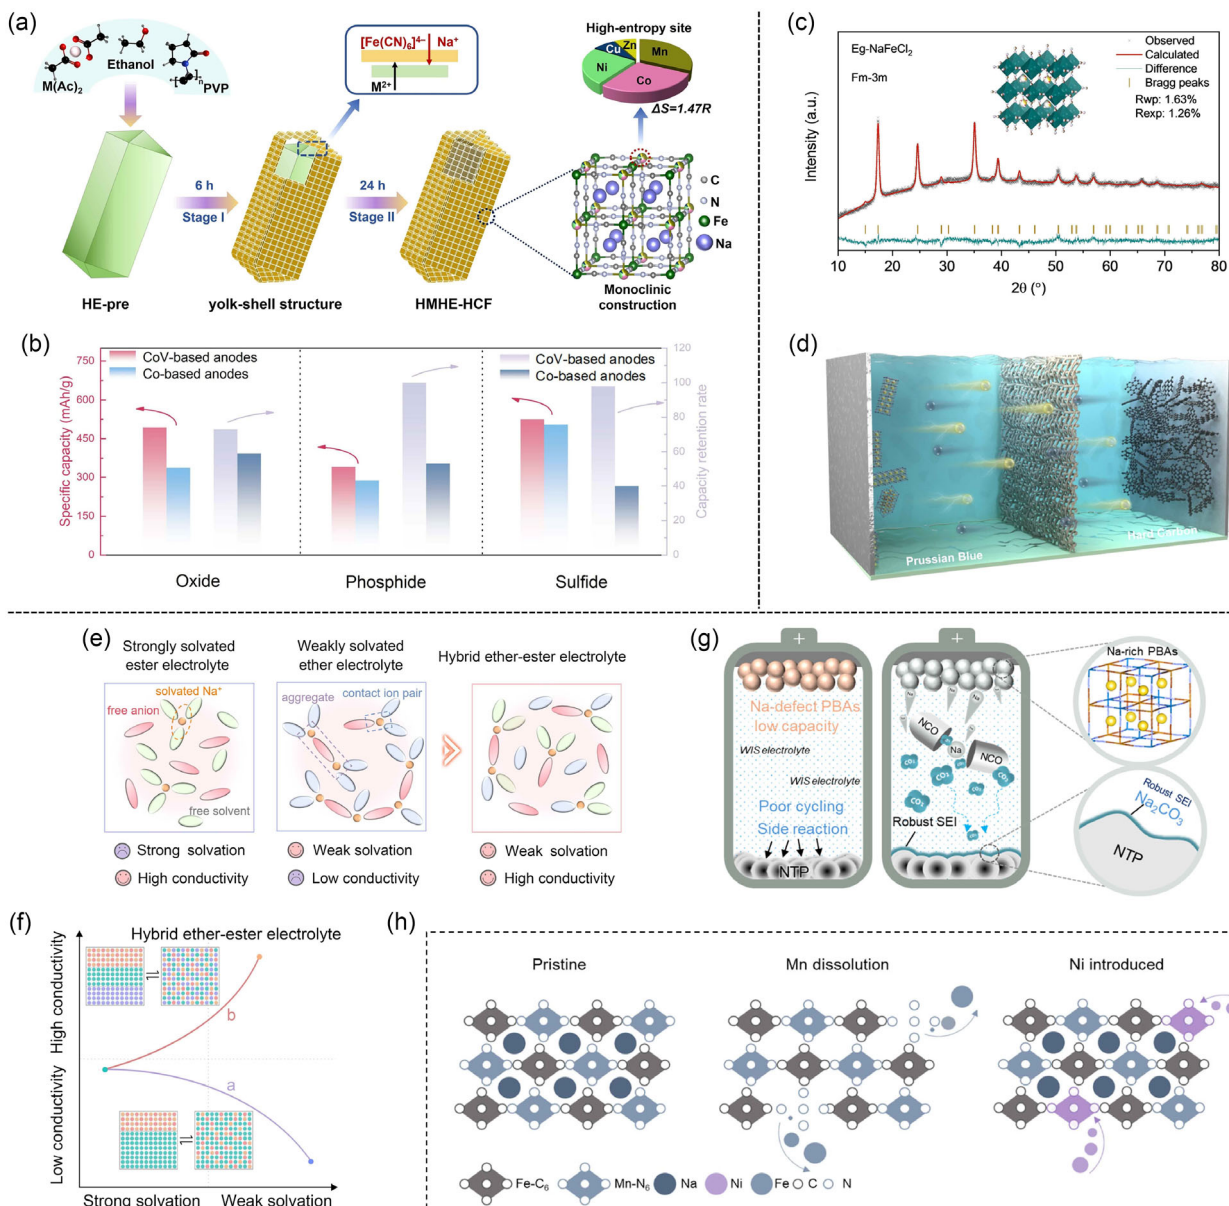 (a)
M(Ac)₂
Ethanol
n
PVP
HE-pre
6 h
Stage I
yolk-shell structure
24 h
Stage II
HMHE-HCF
[Fe(CN)₆]⁴⁻
Na⁺
M²⁺
High-entropy site
Cu
Zn
Mn
Ni
Co
ΔS=1.47R
C
N
Fe
Na
Monoclinic
construction
(b)
Specific capacity (mAh/g)
750
600
450
300
150
0
CoV-based anodes
Co-based anodes
CoV-based anodes
Co-based anodes
120
100
80
60
40
20
0
Capacity retention rate
Oxide
Phosphide
Sulfide
(c)
Intensity (a.u.)
Eg-NaFeCl₂
Fm-3m
Observed
Calculated
Difference
Bragg peaks
Rwp: 1.63%
Rexp: 1.26%
10
20
30
40
50
60
70
80
2θ (°)
(d)
Prussian Blue
Hard Carbon
(e)
Strongly solvated
ester electrolyte
solvated Na⁺
free anion
free solvent
Strong solvation
High conductivity
Weakly solvated
ether electrolyte
aggregate
contact ion pair
Weak solvation
Low conductivity
Hybrid ether-ester electrolyte
Weak solvation
High conductivity
(g)
+
Na-defect PBAs
low capacity
WIS electrolyte
WIS electrolyte
Poor cycling
Side reaction
NTP
+
Na
Na
Na
NCO
Na
NCO
CO₂
CO₂
CO₂
CO₂
Robust SEI
Na-rich PBAs
Robust SEI
Na₂CO₃
NTP
(f)
Low conductivity
High conductivity
Hybrid ether-ester electrolyte
b
a
Strong solvation
Weak solvation
(h)
Pristine
Mn dissolution
Ni introduced
Fe-C₆
Mn-N₆
Na
Ni
Fe
C
N